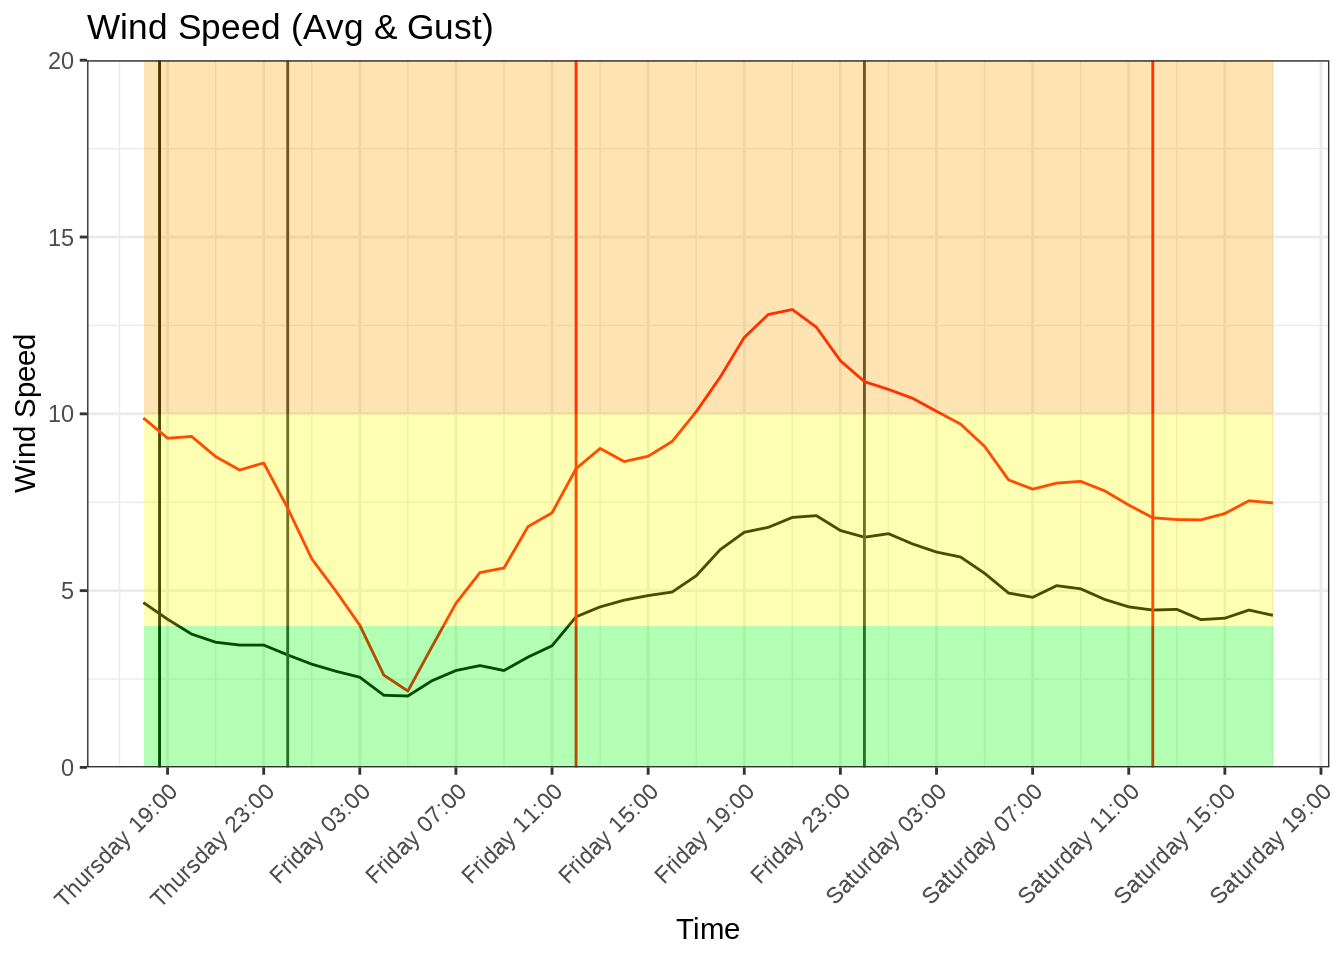 Wind Speed (Avg & Gust)
20
15
10
5
0
Wind Speed
Thursday 19:00
Thursday 23:00
Friday 03:00
Friday 07:00
Friday 11:00
Friday 15:00
Friday 19:00
Friday 23:00
Saturday 03:00
Saturday 07:00
Saturday 11:00
Saturday 15:00
Saturday 19:00
Time